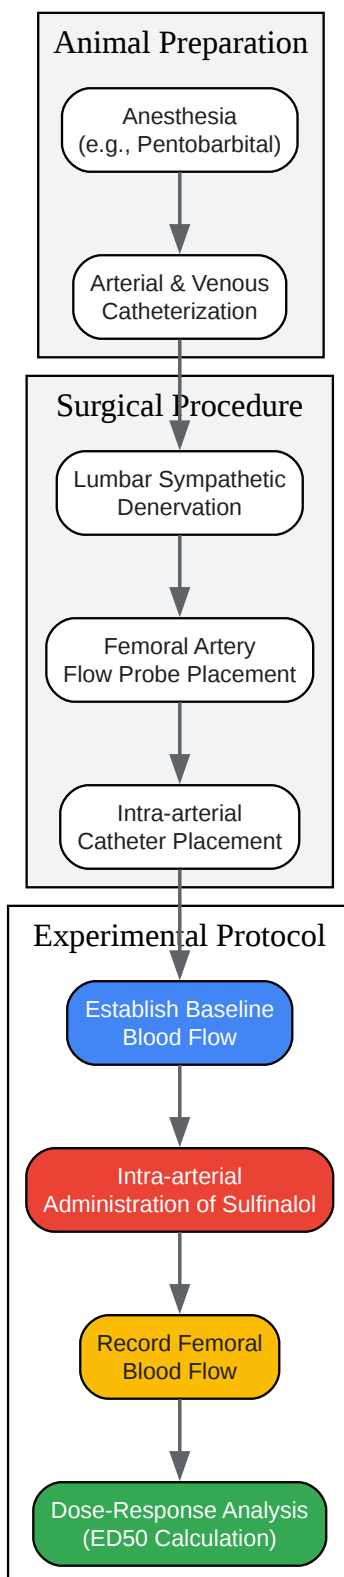 Animal Preparation
Anesthesia
(e.g., Pentobarbital)
Arterial & Venous
Catheterization
Surgical Procedure
Lumbar Sympathetic
Denervation
Femoral Artery
Flow Probe Placement
Intra-arterial
Catheter Placement
Experimental Protocol
Establish Baseline
Blood Flow
Intra-arterial
Administration of Sulfinalol
Record Femoral
Blood Flow
Dose-Response Analysis
(ED50 Calculation)